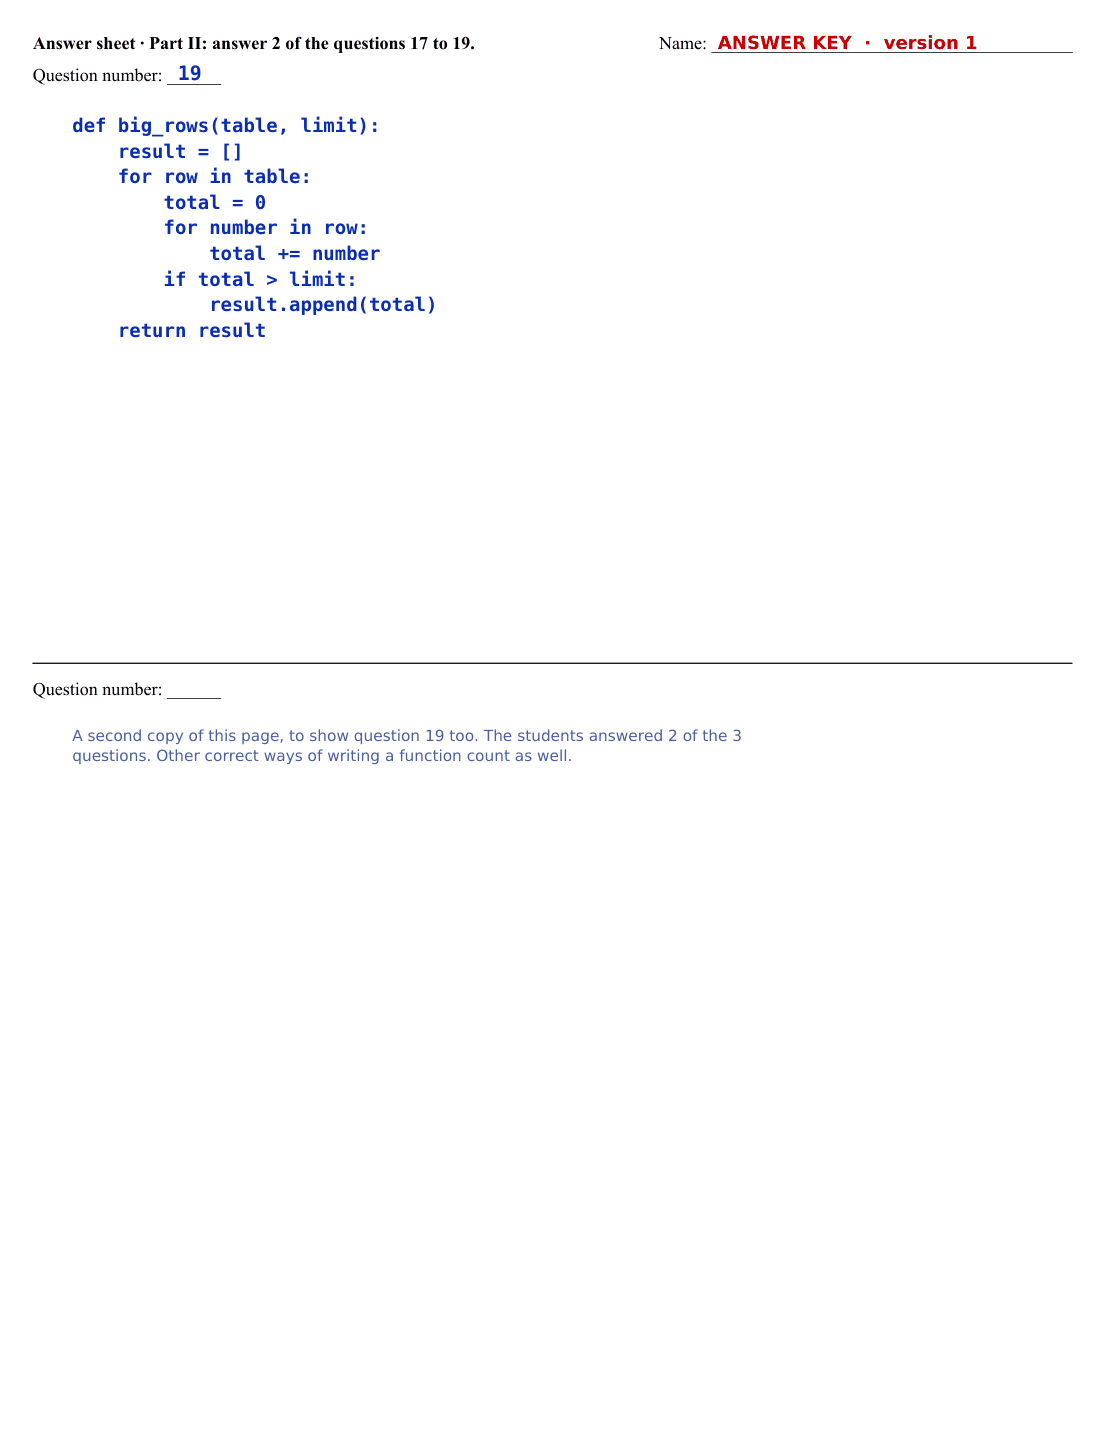 Answer sheet · Part II: answer 2 of the questions 17 to 19.
Name: ANSWER KEY · version 1
Question number: 19
def big_rows(table, limit):
    result = []
    for row in table:
        total = 0
        for number in row:
            total += number
        if total > limit:
            result.append(total)
    return result
Question number: ______
A second copy of this page, to show question 19 too. The students answered 2 of the 3
questions. Other correct ways of writing a function count as well.